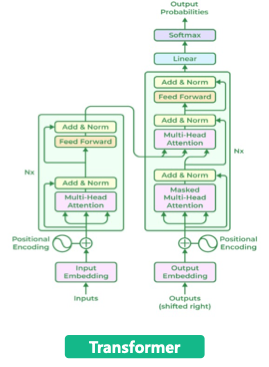 Output
Probabilities
Softmax
Linear
Add & Norm
Feed Forward
Add & Norm
Multi-Head
Attention
Nx
Add & Norm
Masked
Multi-Head
Attention
Positional
Encoding
Output
Embedding
Outputs
(shifted right)
Add & Norm
Feed Forward
Nx
Add & Norm
Multi-Head
Attention
Positional
Encoding
Input
Embedding
Inputs
Transformer